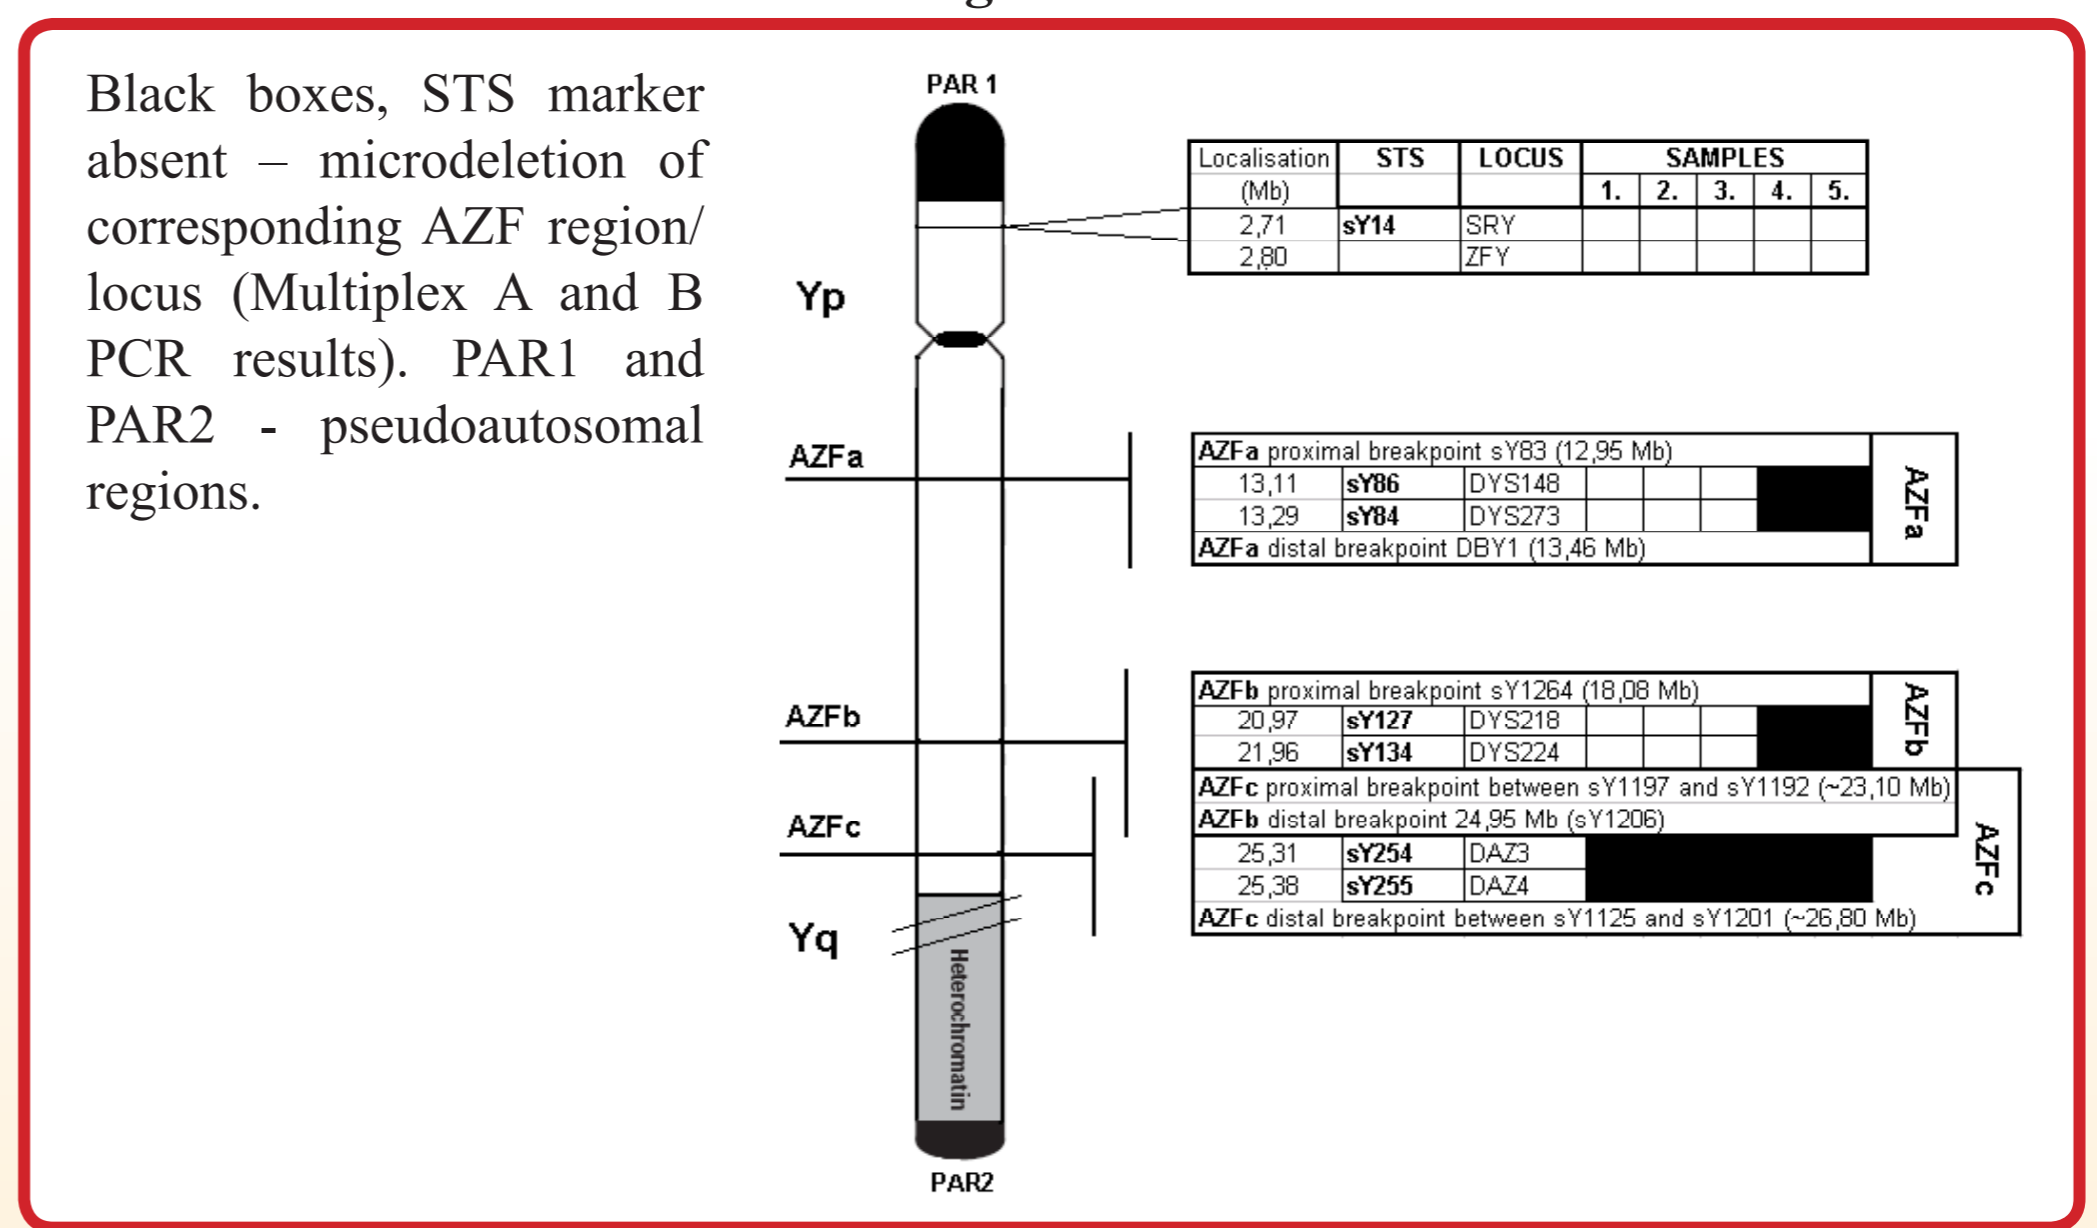 Black boxes, STS marker
absent – microdeletion of
corresponding AZF region/
locus (Multiplex A and B
PCR results). PAR1 and
PAR2 - pseudoautosomal
regions.
PAR 1
Yp
AZFa
AZFb
AZFc
Yq
Heterochromatin
PAR2
Localisation STS LOCUS SAMPLES
(Mb) 1. 2. 3. 4. 5.
2,71 sY14 SRY
2,80 ZFY
AZFa proximal breakpoint sY83 (12,95 Mb)
13,11 sY86 DYS148
13,29 sY84 DYS273
AZFa distal breakpoint DBY1 (13,46 Mb)
AZFa
AZFb proximal breakpoint sY1264 (18,08 Mb)
20,97 sY127 DYS218
21,96 sY134 DYS224
AZFb
AZFc proximal breakpoint between sY1197 and sY1192 (~23,10 Mb)
AZFb distal breakpoint 24,95 Mb (sY1206)
25,31 sY254 DAZ3
25,38 sY255 DAZ4
AZFc distal breakpoint between sY1125 and sY1201 (~26,80 Mb)
AZFc